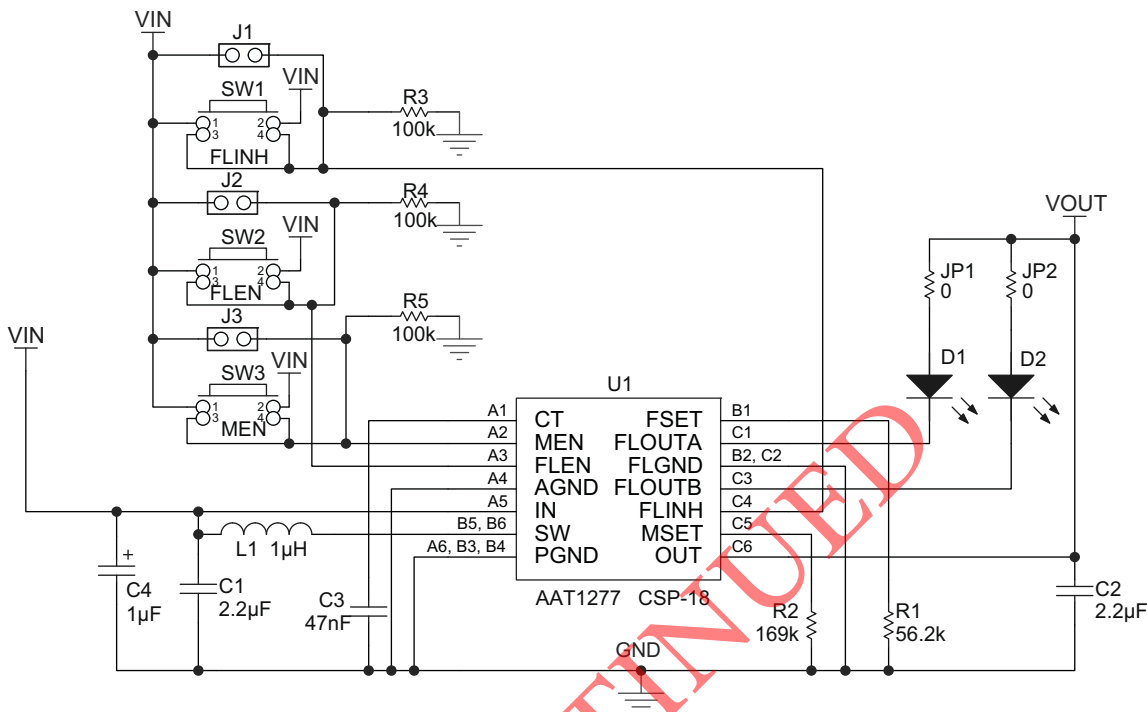 VIN
J1
VIN
SW1
1 2
3 4
FLINH
R3
100k
J2
VIN
SW2
1 2
3 4
FLEN
R4
100k
J3
VIN
SW3
1 2
3 4
MEN
R5
100k
VIN
VOUT
JP1
0
JP2
0
D1
D2
U1
A1 CT FSET B1
A2 MEN FLOUTA C1
A3 FLEN FLGND B2, C2
A4 AGND FLOUTB C3
A5 IN FLINH C4
B5, B6 SW MSET C5
A6, B3, B4 PGND OUT C6
AAT1277 CSP-18
L1 1µH
+
C4
1µF
C1
2.2µF
C3
47nF
R2
169k
R1
56.2k
C2
2.2µF
GND
TINUED